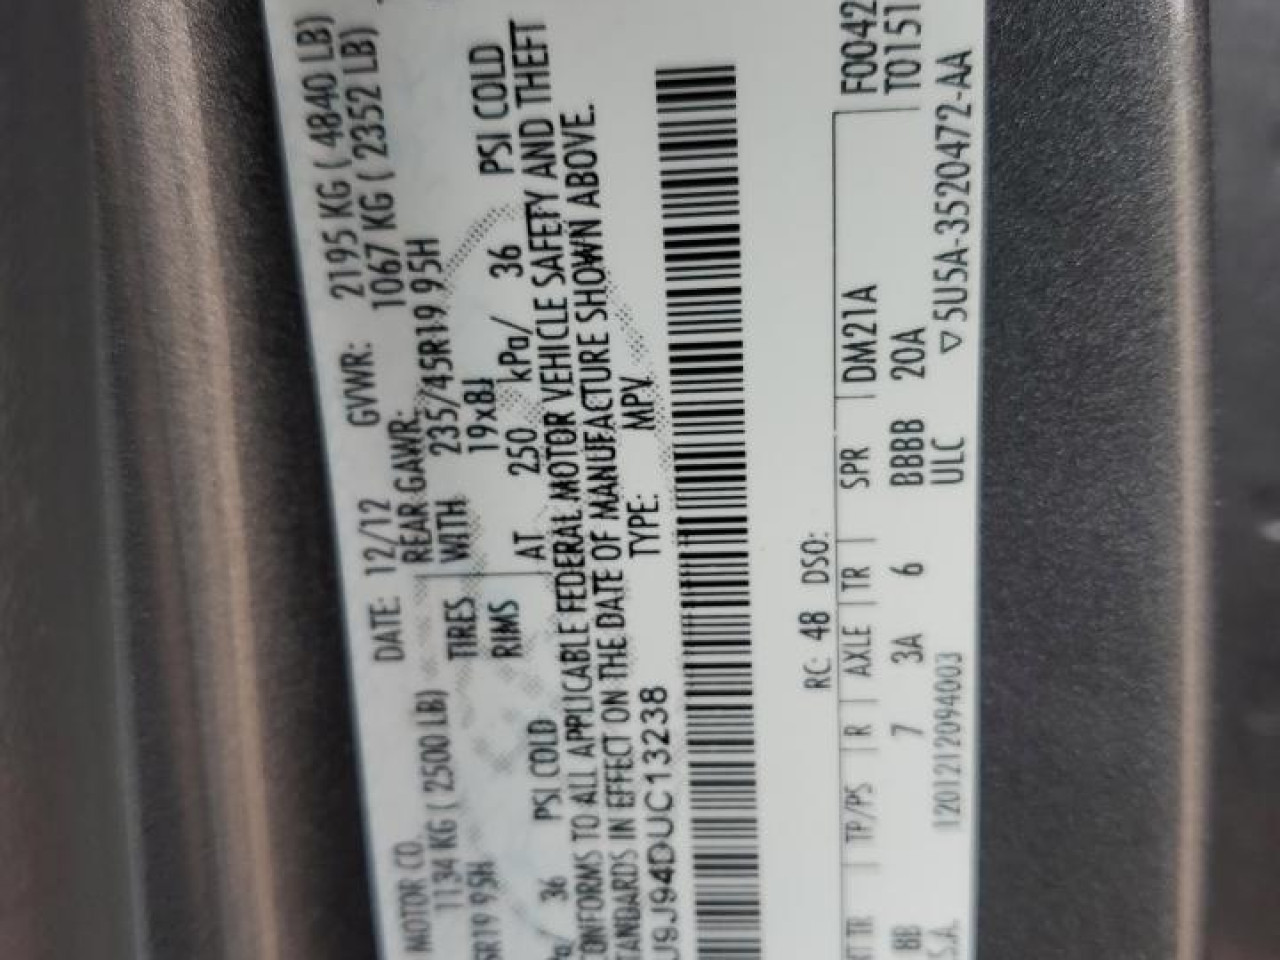 MOTOR CO. DATE: 12/12 GVWR: 2195 KG ( 4840 LB)
1134 KG ( 2500 LB) REAR GAWR: 1067 KG ( 2352 LB)
5R19 95H TIRES WITH 235/45R19 95H
RIMS 19x8J
36 PSI COLD AT 250 kPa/ 36 PSI COLD
CONFORMS TO ALL APPLICABLE FEDERAL MOTOR VEHICLE SAFETY AND THEFT
STANDARDS IN EFFECT ON THE DATE OF MANUFACTURE SHOWN ABOVE.
U9J94DUC13238 TYPE: MPV
F0042
RC: 48 DSO: T0151
TR TP/PS R AXLE TR SPR DM21A
BB 7 3A 6 BBBB 20A
S.A. 1201212094003 ULC ▽5U5A-3520472-AA